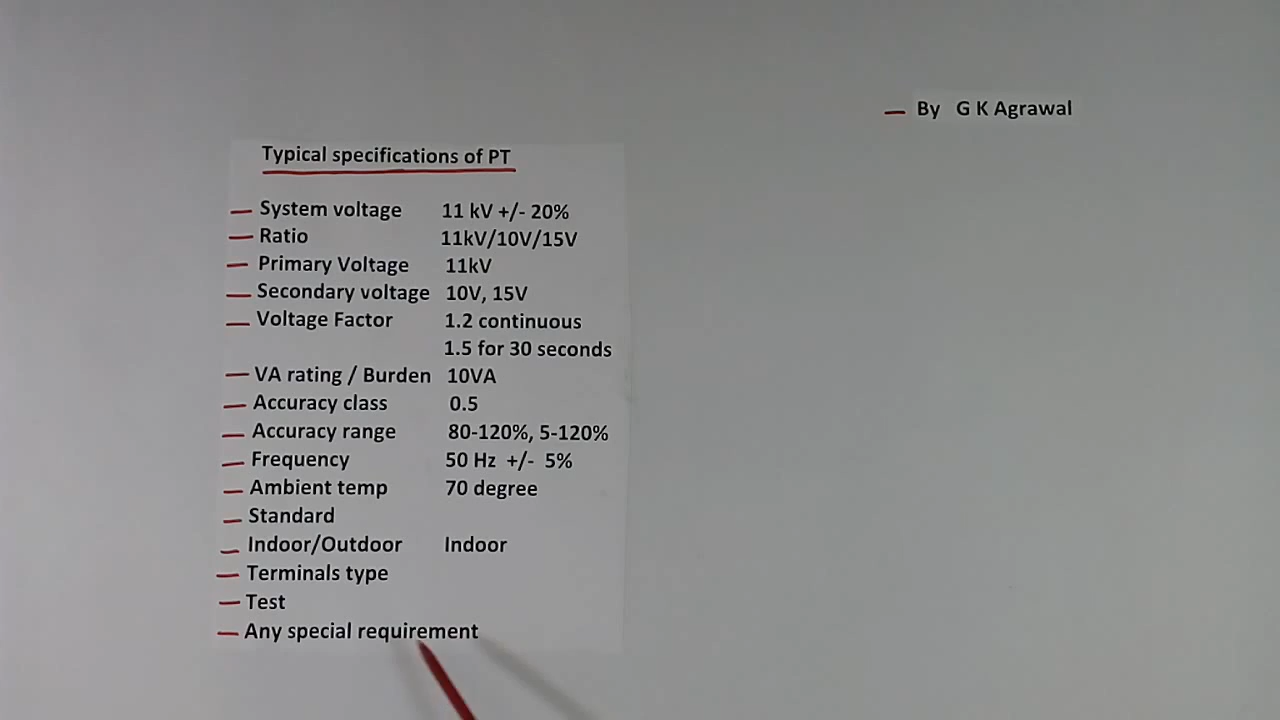 By G K Agrawal
Typical specifications of PT
System voltage 11 kV +/- 20%
Ratio 11kV/10V/15V
Primary Voltage 11kV
Secondary voltage 10V, 15V
Voltage Factor 1.2 continuous
1.5 for 30 seconds
VA rating / Burden 10VA
Accuracy class 0.5
Accuracy range 80-120%, 5-120%
Frequency 50 Hz +/- 5%
Ambient temp 70 degree
Standard
Indoor/Outdoor Indoor
Terminals type
Test
Any special requirement